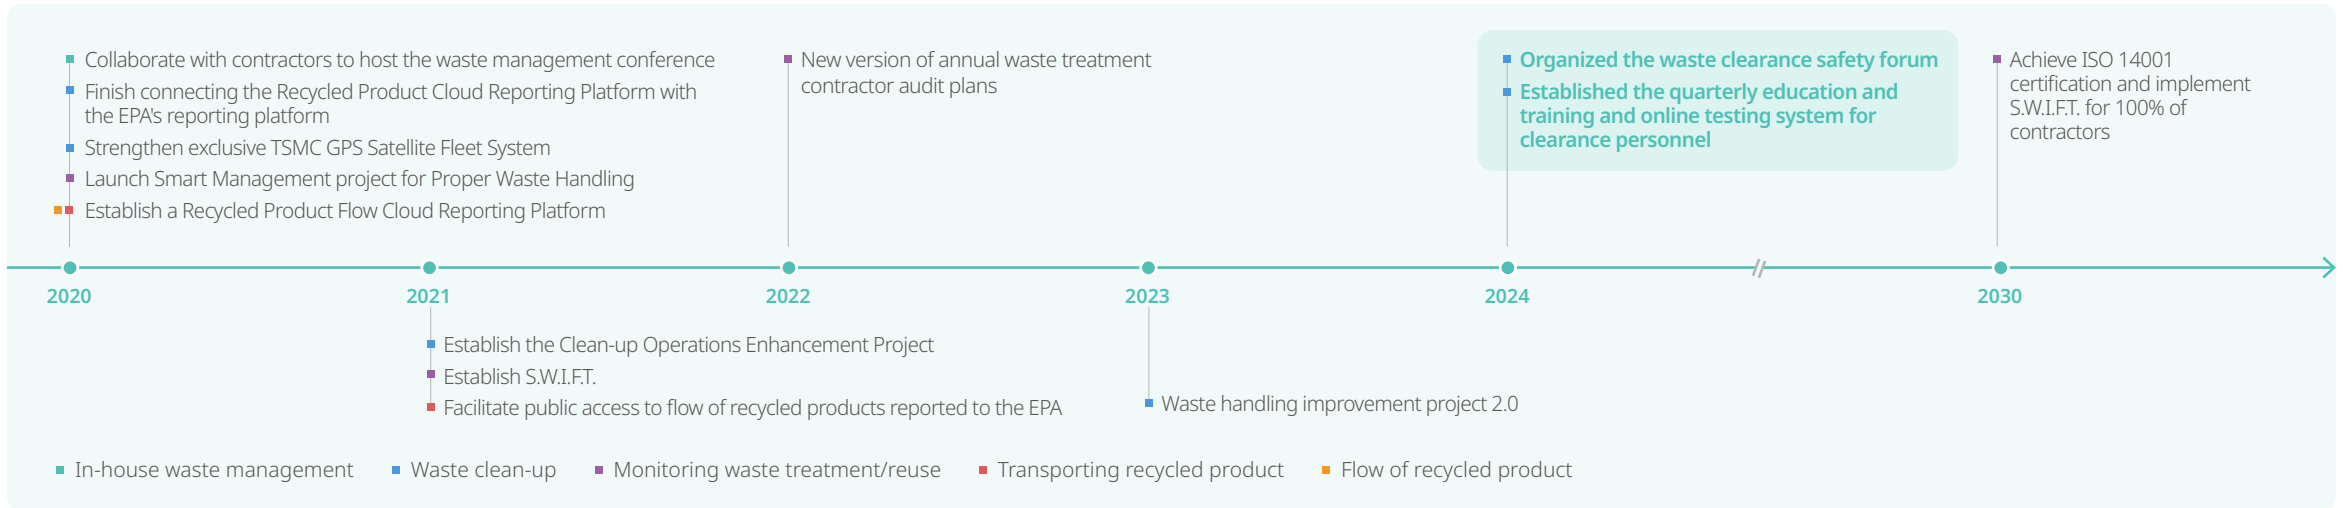 Collaborate with contractors to host the waste management conference
Finish connecting the Recycled Product Cloud Reporting Platform with
the EPA's reporting platform
Strengthen exclusive TSMC GPS Satellite Fleet System
Launch Smart Management project for Proper Waste Handling
Establish a Recycled Product Flow Cloud Reporting Platform
New version of annual waste treatment
contractor audit plans
Organized the waste clearance safety forum
Established the quarterly education and
training and online testing system for
clearance personnel
Achieve ISO 14001
certification and implement
S.W.I.F.T. for 100% of
contractors
2020
2021
2022
2023
2024
2030
Establish the Clean-up Operations Enhancement Project
Establish S.W.I.F.T.
Facilitate public access to flow of recycled products reported to the EPA
Waste handling improvement project 2.0
In-house waste management
Waste clean-up
Monitoring waste treatment/reuse
Transporting recycled product
Flow of recycled product